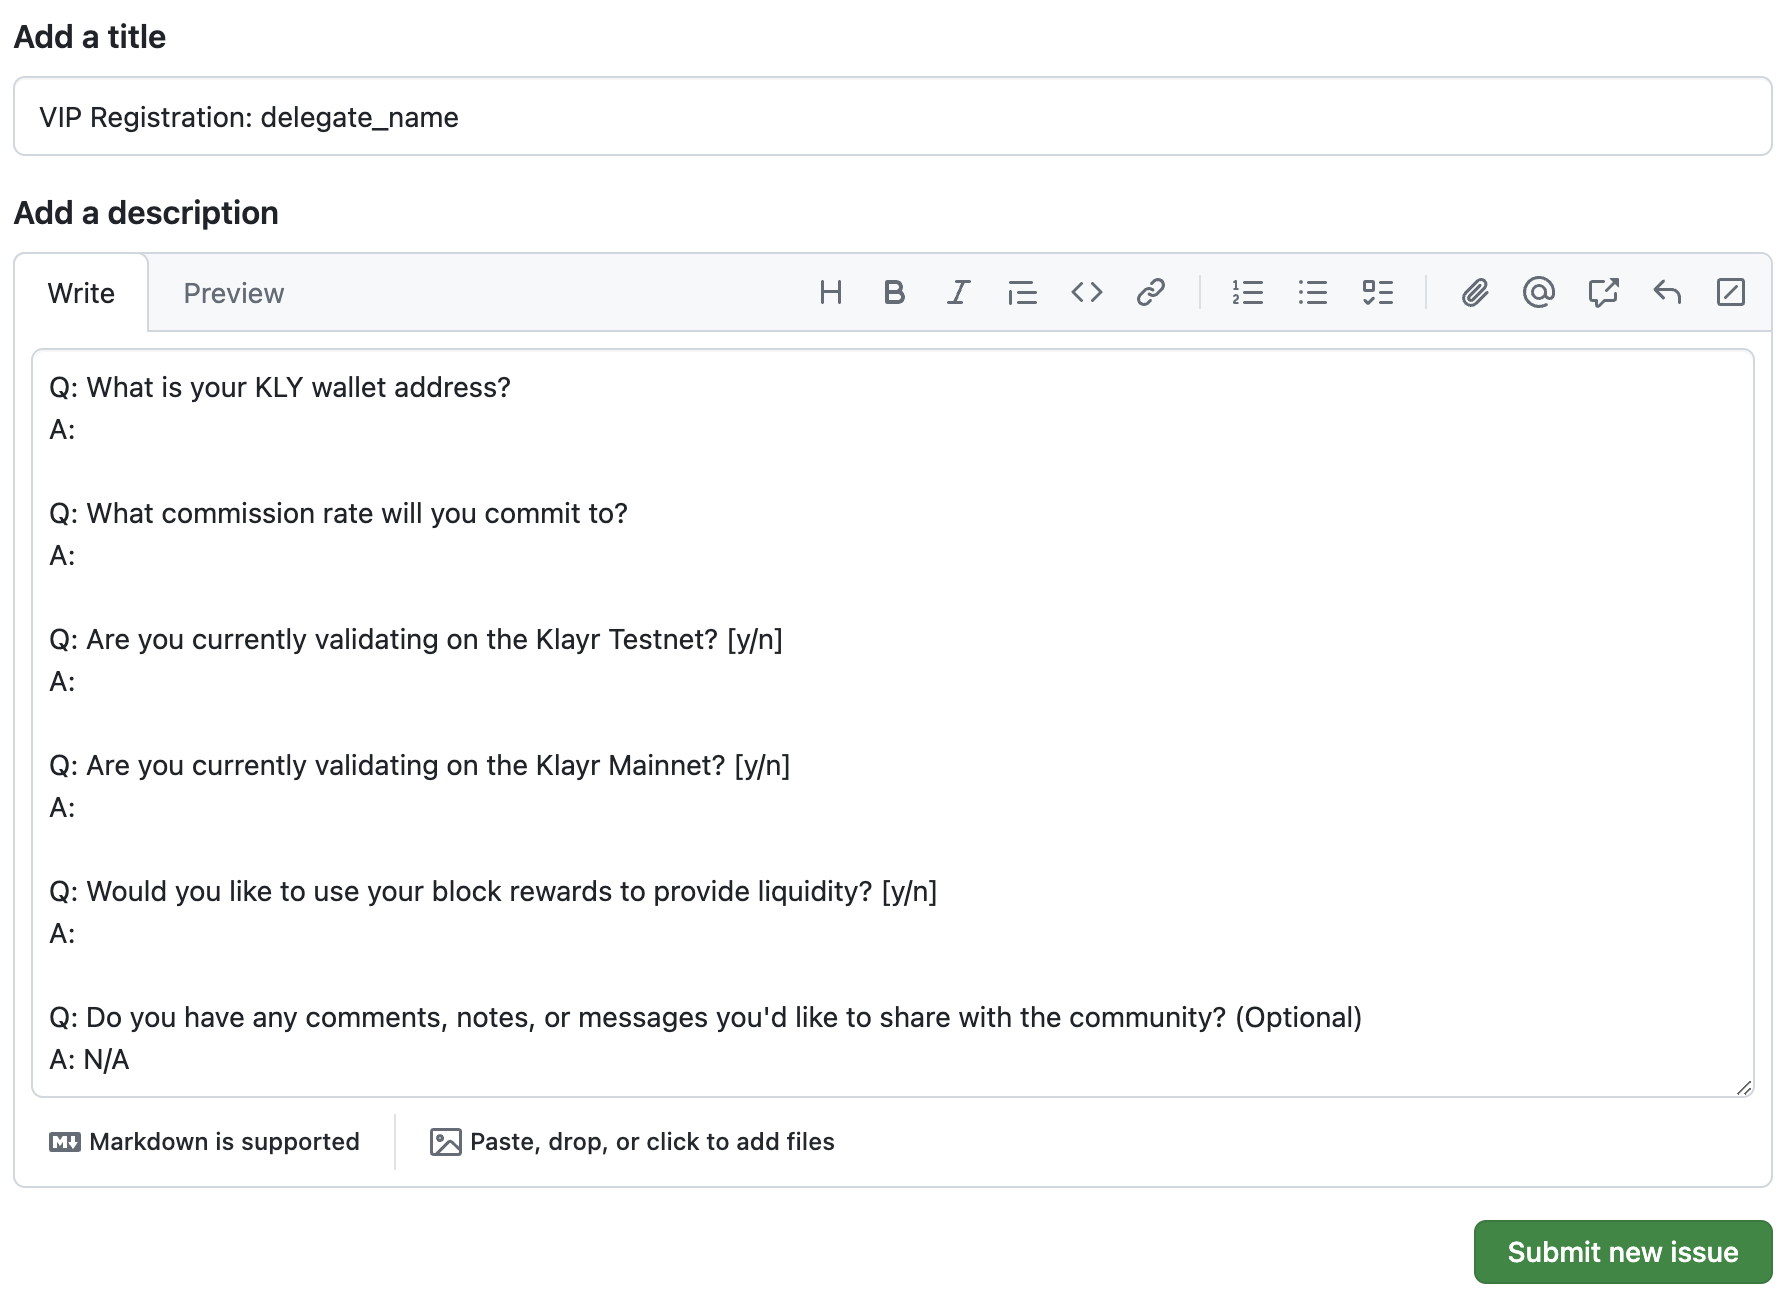 Add a title
VIP Registration: delegate_name
Add a description
Write
Preview
Q: What is your KLY wallet address?
A:
Q: What commission rate will you commit to?
A:
Q: Are you currently validating on the Klayr Testnet? [y/n]
A:
Q: Are you currently validating on the Klayr Mainnet? [y/n]
A:
Q: Would you like to use your block rewards to provide liquidity? [y/n]
A:
Q: Do you have any comments, notes, or messages you'd like to share with the community? (Optional)
A: N/A
Markdown is supported
Paste, drop, or click to add files
Submit new issue